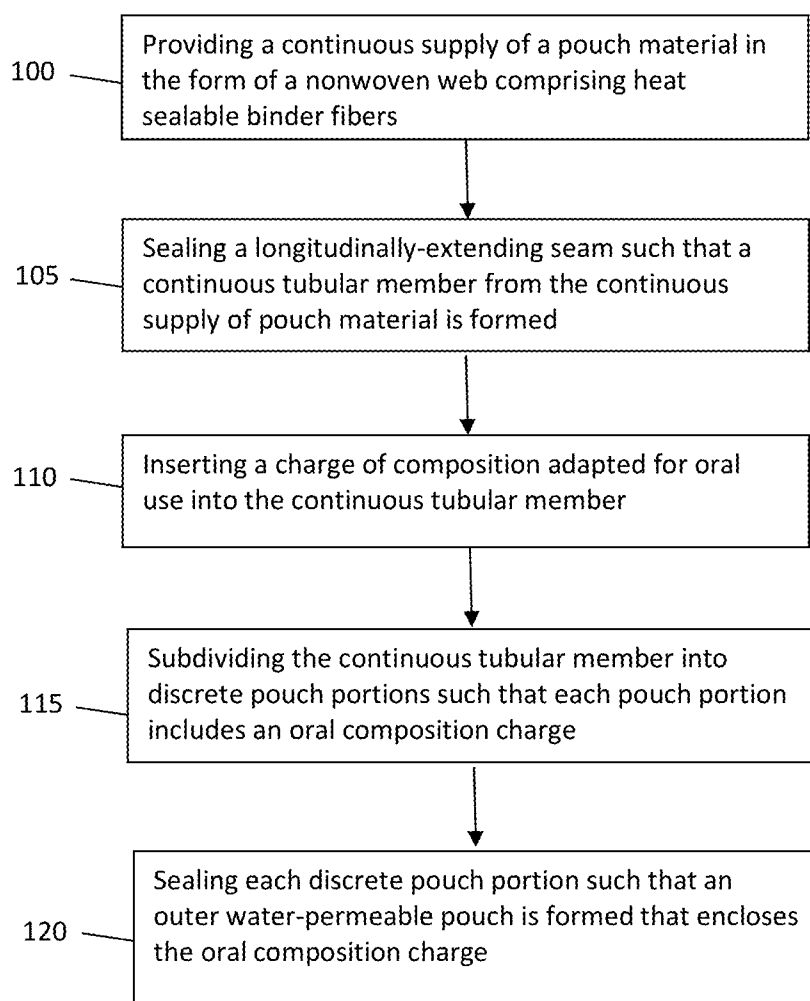 100
Providing a continuous supply of a pouch material in
the form of a nonwoven web comprising heat
sealable binder fibers
105
Sealing a longitudinally-extending seam such that a
continuous tubular member from the continuous
supply of pouch material is formed
110
Inserting a charge of composition adapted for oral
use into the continuous tubular member
115
Subdividing the continuous tubular member into
discrete pouch portions such that each pouch portion
includes an oral composition charge
120
Sealing each discrete pouch portion such that an
outer water-permeable pouch is formed that encloses
the oral composition charge